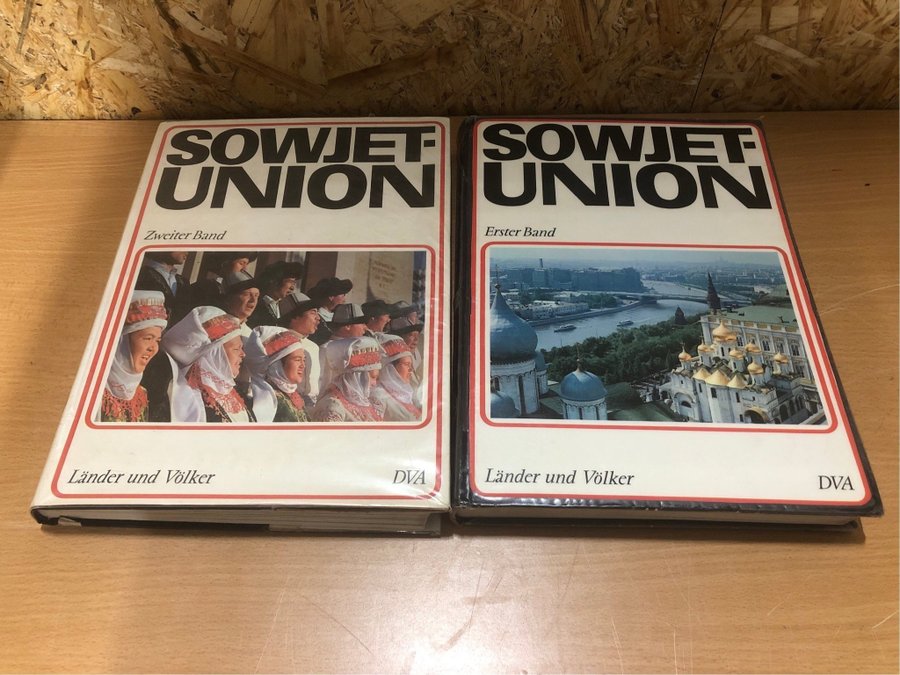 SOWJET-
UNION
Zweiter Band
Länder und Völker
DVA
SOWJET-
UNION
Erster Band
Länder und Völker
DVA